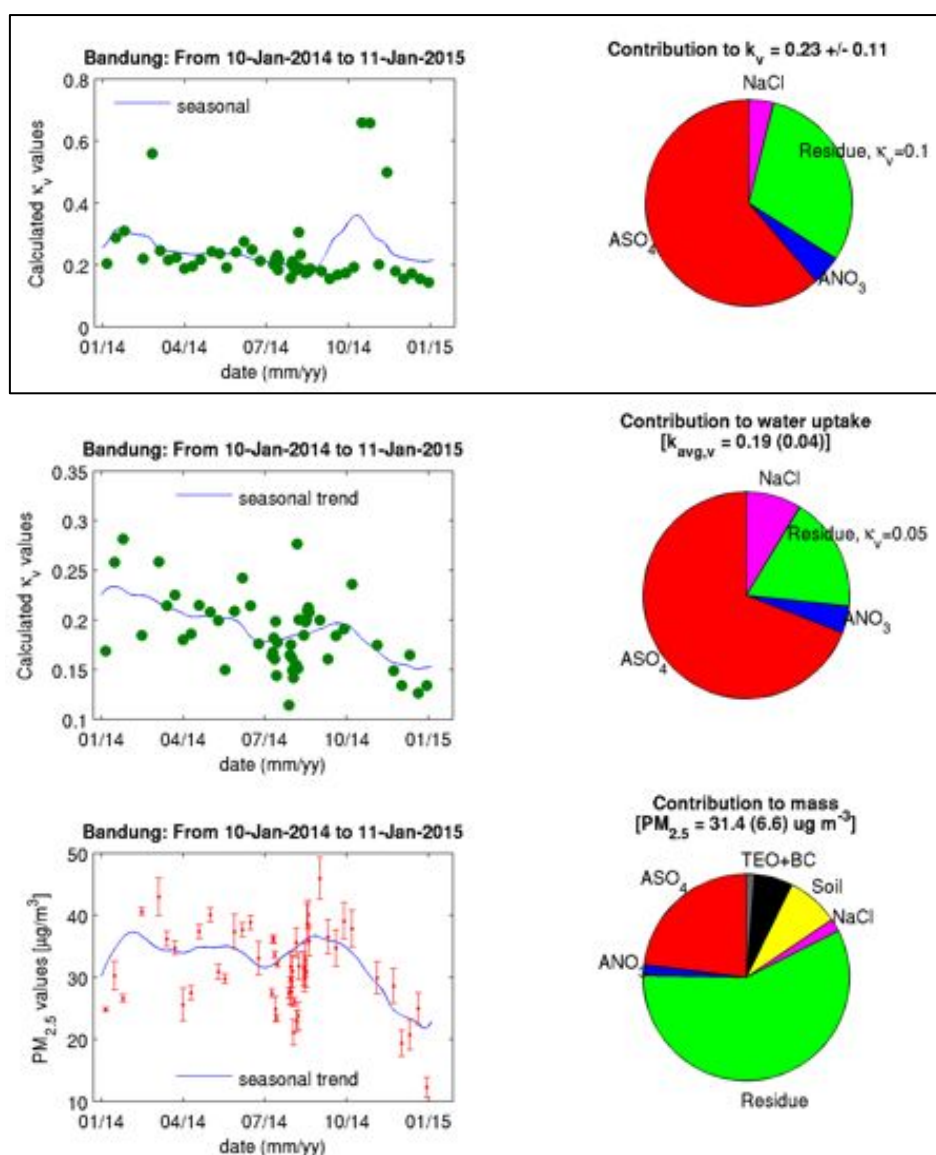 Bandung: From 10-Jan-2014 to 11-Jan-2015
0.8
0.6
0.4
0.2
0
Calculated κv values
seasonal
01/14 04/14 07/14 10/14 01/15
date (mm/yy)
Contribution to kv = 0.23 +/- 0.11
NaCl
Residue, κv=0.1
ASO4
ANO3
Bandung: From 10-Jan-2014 to 11-Jan-2015
0.35
0.3
0.25
0.2
0.15
0.1
Calculated κv values
seasonal trend
01/14 04/14 07/14 10/14 01/15
date (mm/yy)
Contribution to water uptake
[kavg,v = 0.19 (0.04)]
NaCl
Residue, κv=0.05
ANO3
ASO4
Bandung: From 10-Jan-2014 to 11-Jan-2015
50
40
30
20
10
PM2.5 values [µg/m3]
seasonal trend
01/14 04/14 07/14 10/14 01/15
date (mm/yy)
Contribution to mass
[PM2.5 = 31.4 (6.6) ug m-3]
TEO+BC
ASO4
Soil
NaCl
ANO3
Residue